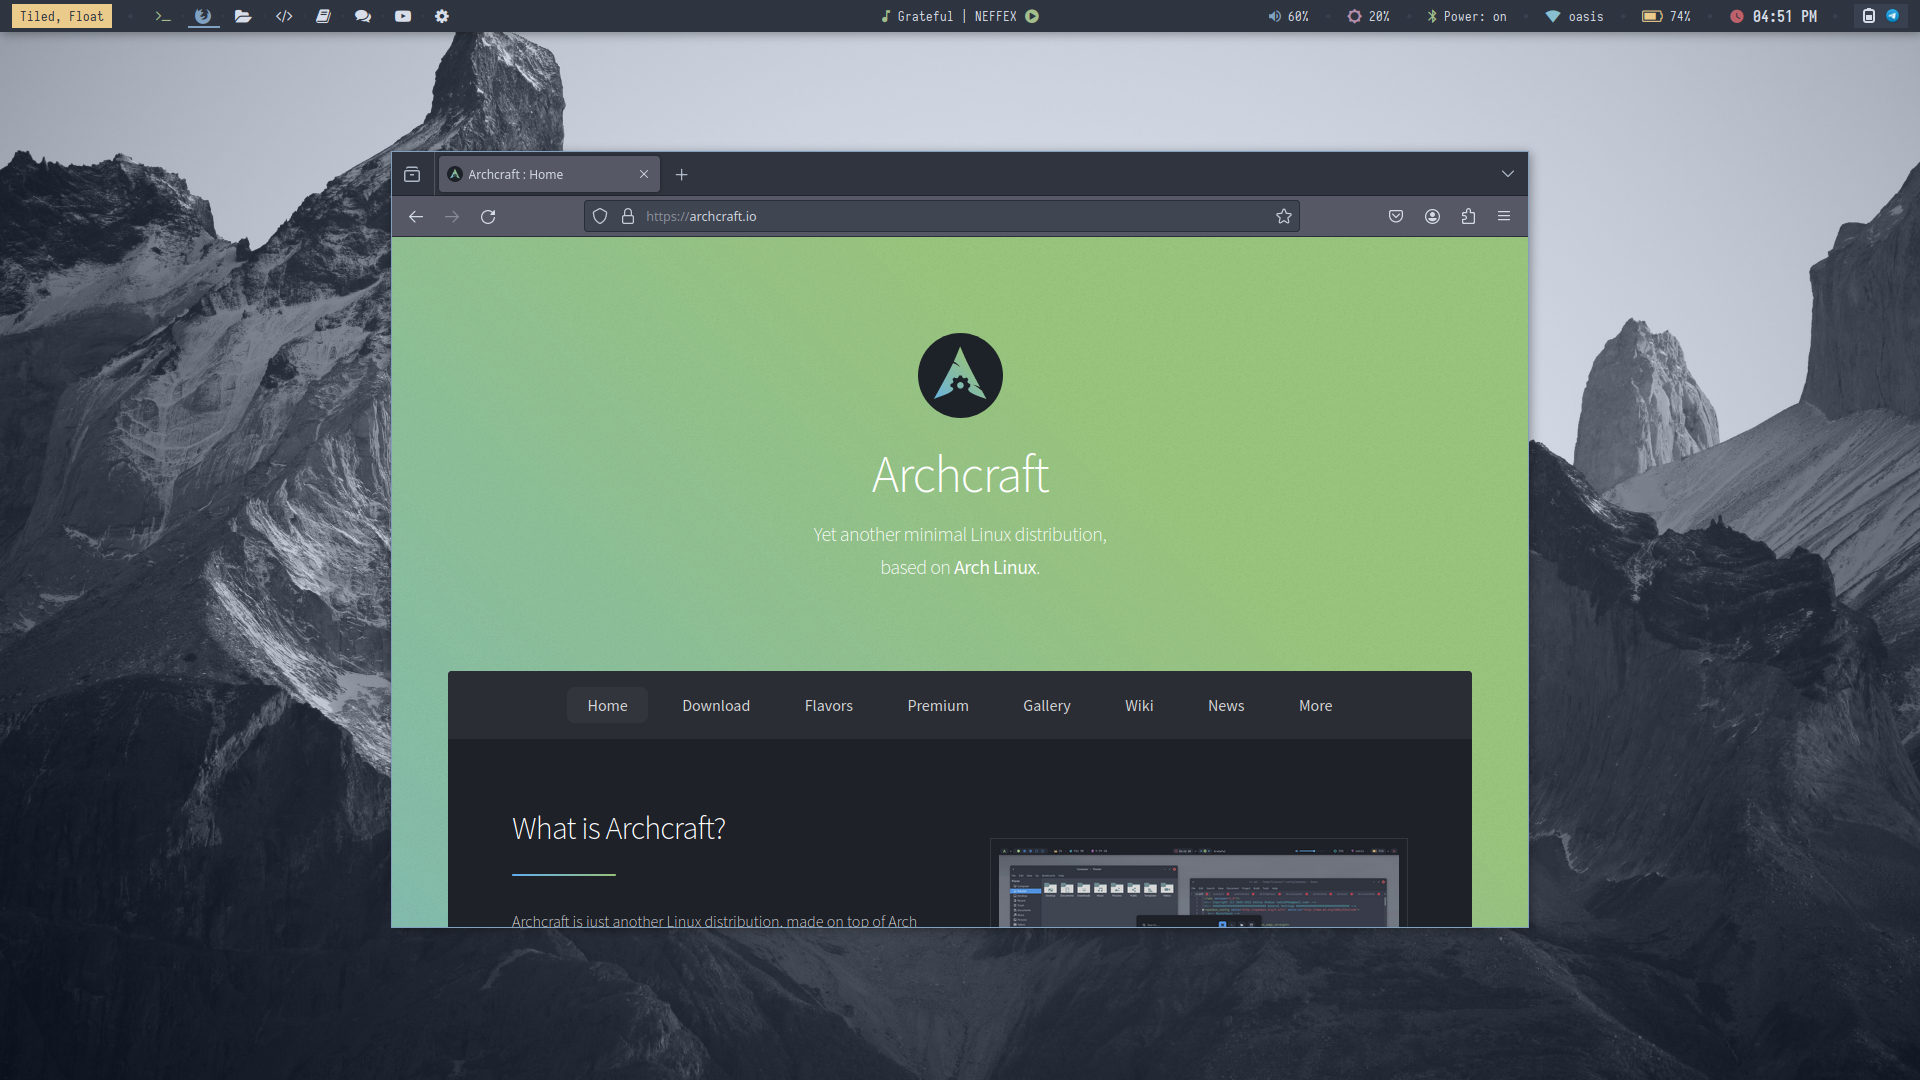 Tiled, Float
Grateful | NEFFEX
60%
20%
Power: on
oasis
74%
04:51 PM
Archcraft : Home
https://archcraft.io
Archcraft
Yet another minimal Linux distribution,
based on Arch Linux.
Home Download Flavors Premium Gallery Wiki News More
What is Archcraft?
Archcraft is just another Linux distribution, made on top of Arch